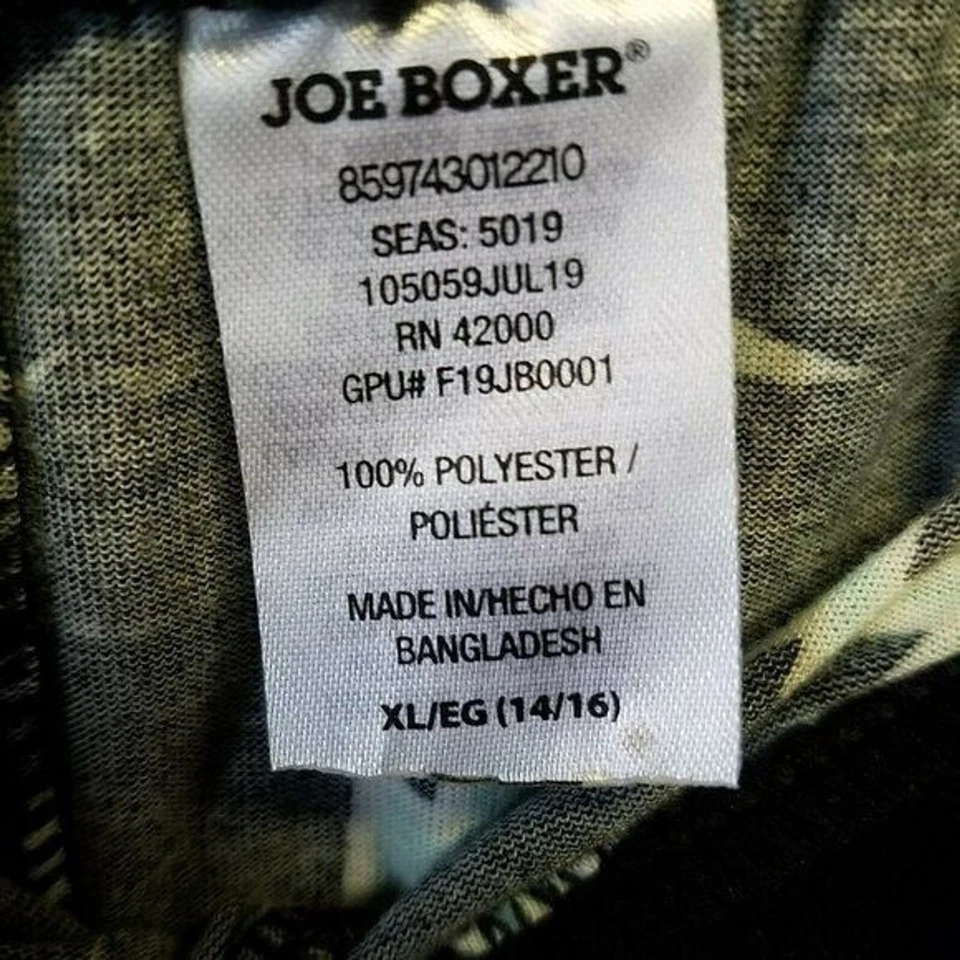 JOE BOXER®
859743012210
SEAS: 5019
105059JUL19
RN 42000
GPU# F19JB0001
100% POLYESTER /
POLIÉSTER
MADE IN/HECHO EN
BANGLADESH
XL/EG (14/16)